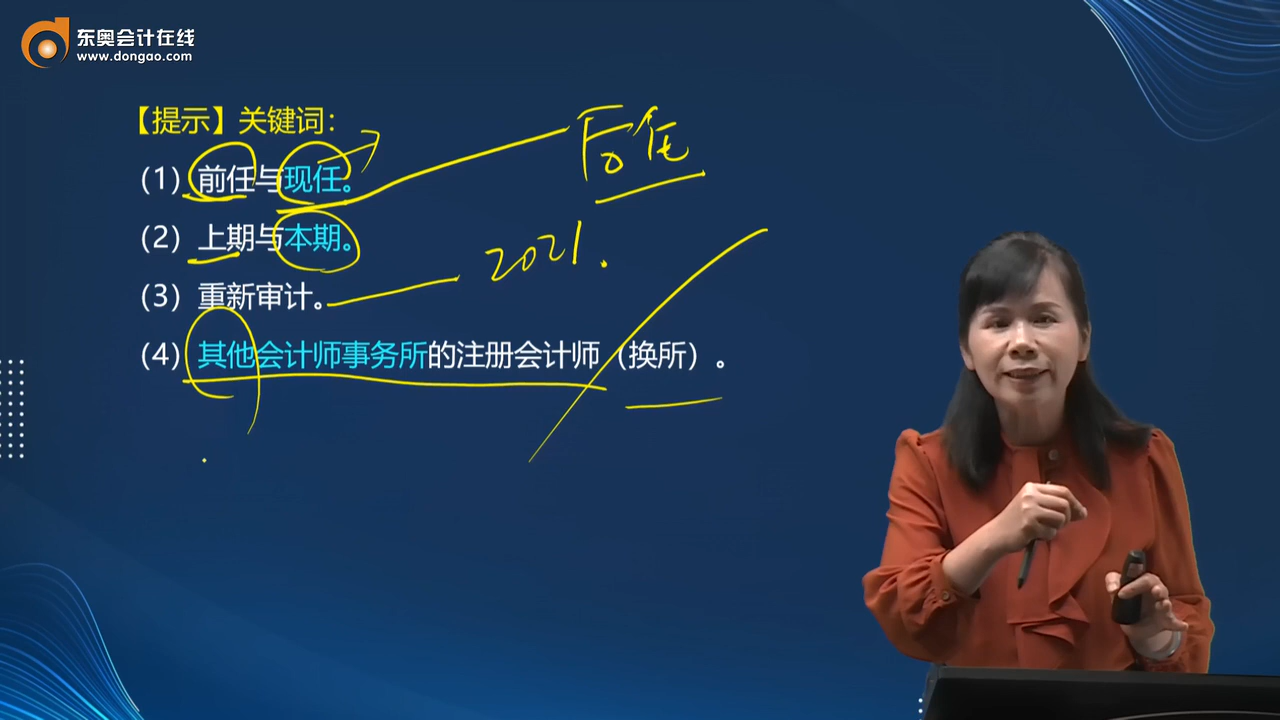 东奥会计在线
www.dongao.com
【提示】关键词：
（1）前任与现任。
后任
（2）上期与本期。
2021.
（3）重新审计。
（4）其他会计师事务所的注册会计师（换所）。